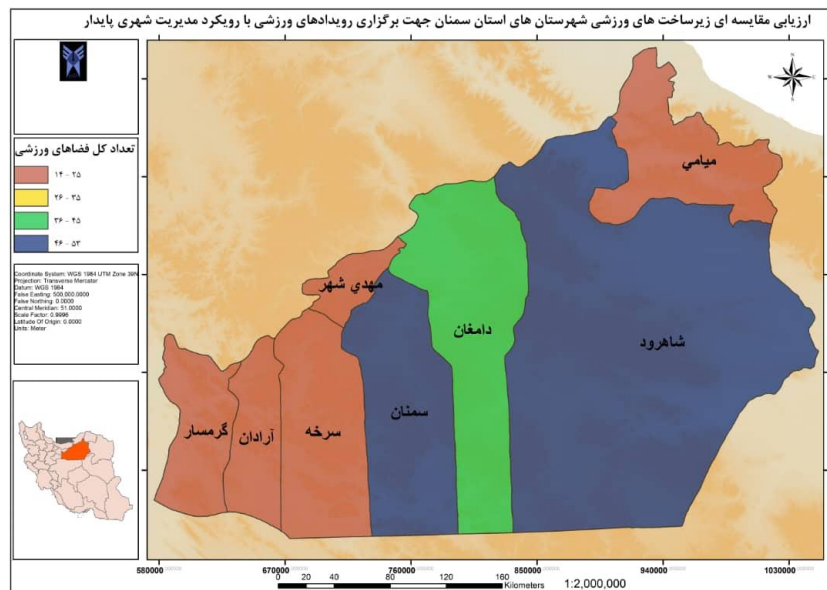 ارزیابی مقایسه ای زیرساخت های ورزشی شهرستان های استان سمنان جهت برگزاری رویدادهای ورزشی با رویکرد مدیریت شهری پایدار
N
W
E
S
تعداد کل فضاهای ورزشی
۱۴ - ۲۵
۲۶ - ۳۵
۳۶ - ۴۵
۴۶ - ۵۳
Coordinate System: WGS 1984 UTM Zone 39N
Projection: Transverse Mercator
Datum: WGS 1984
False Easting: 500,000.0000
False Northing: 0.0000
Central Meridian: 51.0000
Scale Factor: 0.9996
Latitude Of Origin: 0.0000
Units: Meter
ميامي
مهدي شهر
دامغان
شاهرود
سمنان
سرخه
آرادان
گرمسار
580000 670000 760000 850000 940000 1030000
0 20 40 80 120 160
Kilometers
1:2,000,000